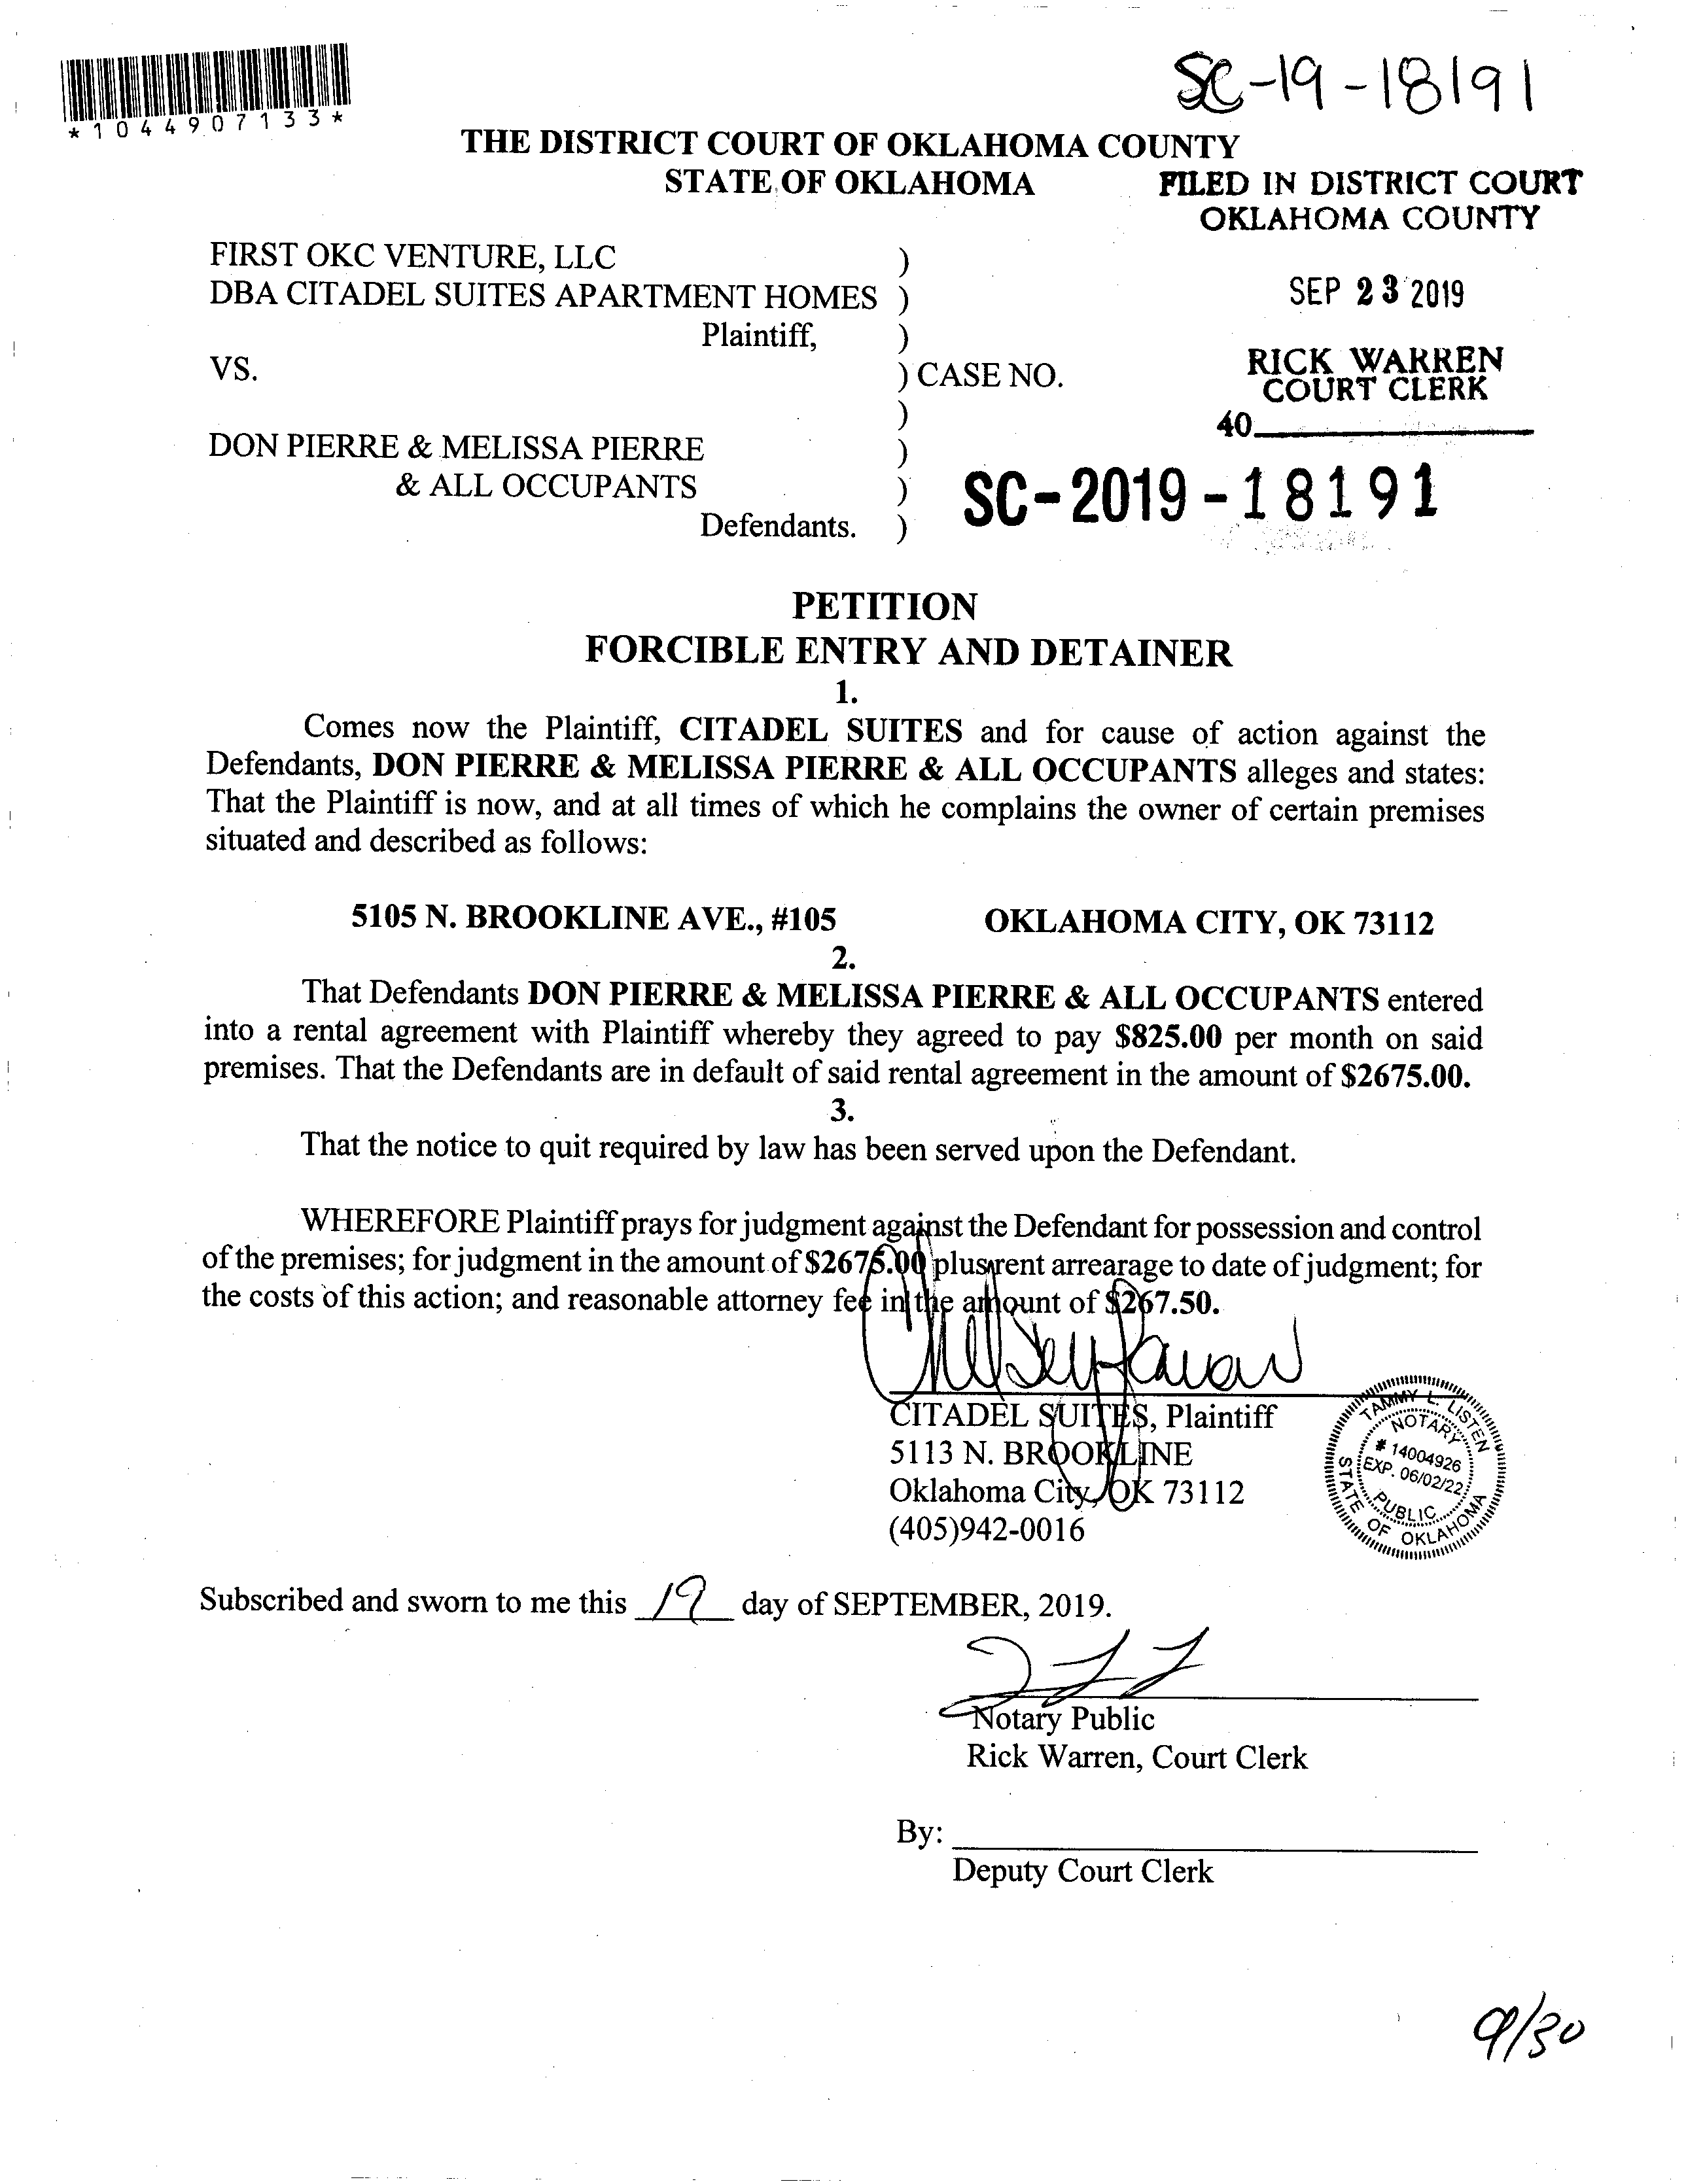 SC-19-18191
*1044907133*
THE DISTRICT COURT OF OKLAHOMA COUNTY
STATE OF OKLAHOMA
FILED IN DISTRICT COURT
OKLAHOMA COUNTY
FIRST OKC VENTURE, LLC )
DBA CITADEL SUITES APARTMENT HOMES )
SEP 23 2019
Plaintiff, )
VS. ) CASE NO.
RICK WARREN
COURT CLERK
)
40
DON PIERRE & MELISSA PIERRE )
& ALL OCCUPANTS )
SC-2019-18191
Defendants. )
PETITION
FORCIBLE ENTRY AND DETAINER
1.
Comes now the Plaintiff, CITADEL SUITES and for cause of action against the
Defendants, DON PIERRE & MELISSA PIERRE & ALL OCCUPANTS alleges and states:
That the Plaintiff is now, and at all times of which he complains the owner of certain premises
situated and described as follows:
5105 N. BROOKLINE AVE., #105 OKLAHOMA CITY, OK 73112
2.
That Defendants DON PIERRE & MELISSA PIERRE & ALL OCCUPANTS entered
into a rental agreement with Plaintiff whereby they agreed to pay $825.00 per month on said
premises. That the Defendants are in default of said rental agreement in the amount of $2675.00.
3.
That the notice to quit required by law has been served upon the Defendant.
WHEREFORE Plaintiff prays for judgment against the Defendant for possession and control
of the premises; for judgment in the amount of $2675.00 plus rent arrearage to date of judgment; for
the costs of this action; and reasonable attorney fee in the amount of $267.50.
CITADEL SUITES, Plaintiff
5113 N. BROOKLINE
Oklahoma City, OK 73112
(405)942-0016
TAMMY L. LISTEN
NOTARY
# 14004926
EXP. 06/02/22
PUBLIC
STATE OF OKLAHOMA
Subscribed and sworn to me this 19 day of SEPTEMBER, 2019.
Notary Public
Rick Warren, Court Clerk
By:
Deputy Court Clerk
9/30